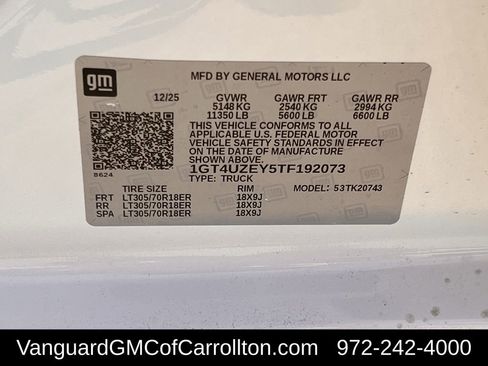 gm
MFD BY GENERAL MOTORS LLC
12/25 GVWR GAWR FRT GAWR RR
5148 KG 2540 KG 2994 KG
11350 LB 5600 LB 6600 LB
THIS VEHICLE CONFORMS TO ALL
APPLICABLE U.S. FEDERAL MOTOR
VEHICLE SAFETY STANDARDS IN EFFECT
ON THE DATE OF MANUFACTURE SHOWN ABOVE.
8624 1GT4UZEY5TF192073
TYPE: TRUCK
TIRE SIZE RIM MODEL: 53TK20743
FRT LT305/70R18ER 18X9J
RR LT305/70R18ER 18X9J
SPA LT305/70R18ER 18X9J
VanguardGMCofCarrollton.com 972-242-4000